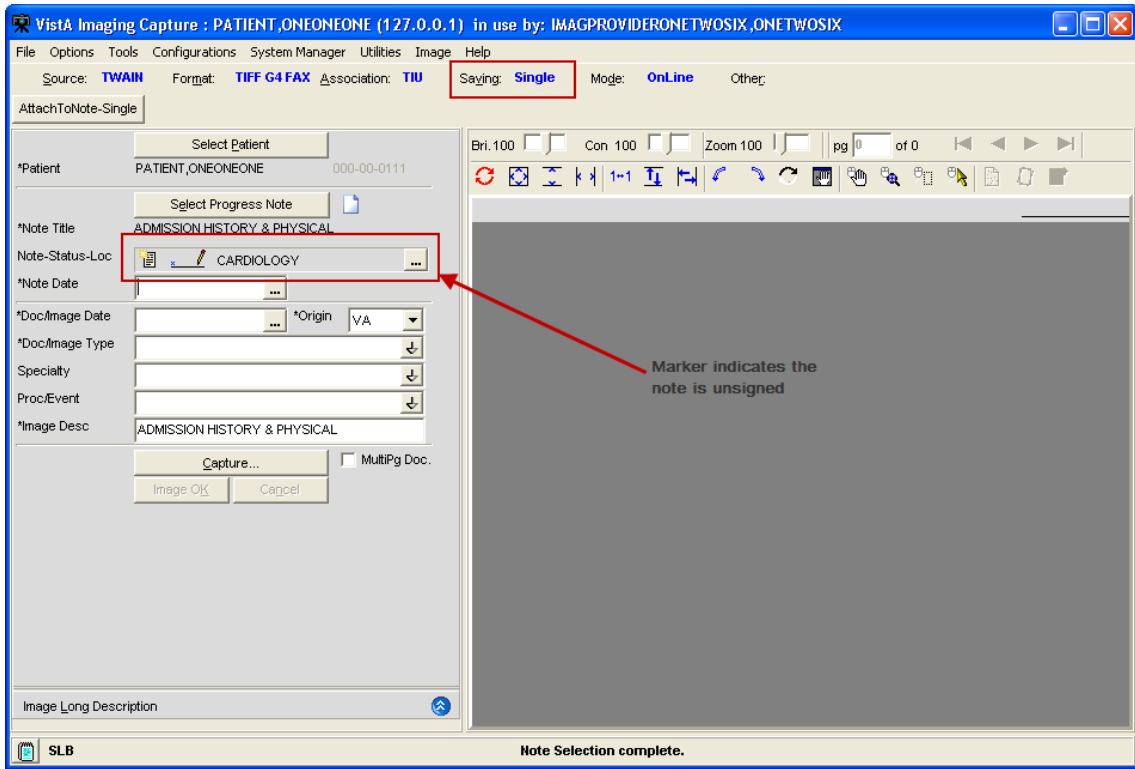 VistA Imaging Capture : PATIENT,ONEONEONE (127.0.0.1) in use by: IMAGPROVIDERONETWOSIX,ONETWOSIX
File Options Tools Configurations System Manager Utilities Image Help
Source: TWAIN Format: TIFF G4 FAX Association: TIU Saving: Single Mode: OnLine Other:
AttachToNote-Single
Select Patient
*Patient PATIENT,ONEONEONE 000-00-0111
Select Progress Note
*Note Title ADMISSION HISTORY & PHYSICAL
Note-Status-Loc x CARDIOLOGY ...
*Note Date ...
*Doc/Image Date ... *Origin VA
*Doc/Image Type
Specialty
Proc/Event
*Image Desc ADMISSION HISTORY & PHYSICAL
Capture... MultiPg Doc.
Image OK Cancel
Image Long Description
Bri. 100 Con 100 Zoom 100 pg 0 of 0
1↔1
Marker indicates the
note is unsigned
SLB Note Selection complete.